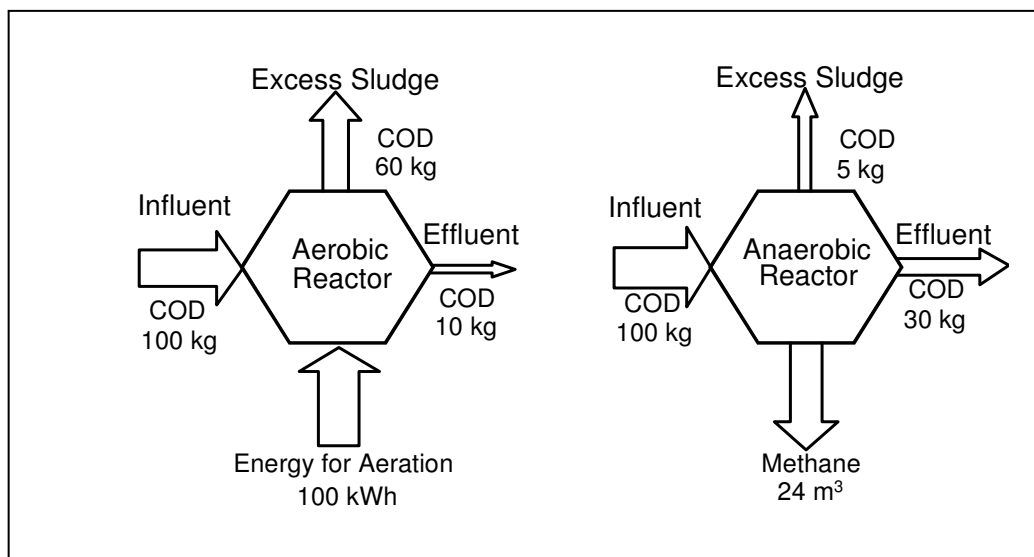 Excess Sludge
COD
60 kg
Influent
Aerobic
Reactor
Effluent
COD
100 kg
COD
10 kg
Energy for Aeration
100 kWh
Excess Sludge
COD
5 kg
Influent
Anaerobic
Reactor
Effluent
COD
100 kg
COD
30 kg
Methane
24 m³